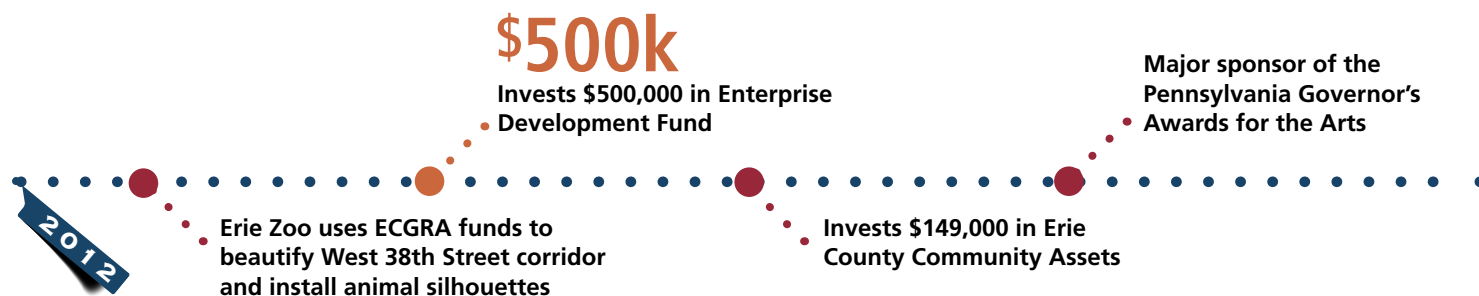 2012
Erie Zoo uses ECGRA funds to
beautify West 38th Street corridor
and install animal silhouettes
$500k
Invests $500,000 in Enterprise
Development Fund
Invests $149,000 in Erie
County Community Assets
Major sponsor of the
Pennsylvania Governor’s
Awards for the Arts